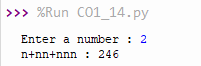 >>> %Run CO1_14.py
Enter a number : 2
n+nn+nnn : 246